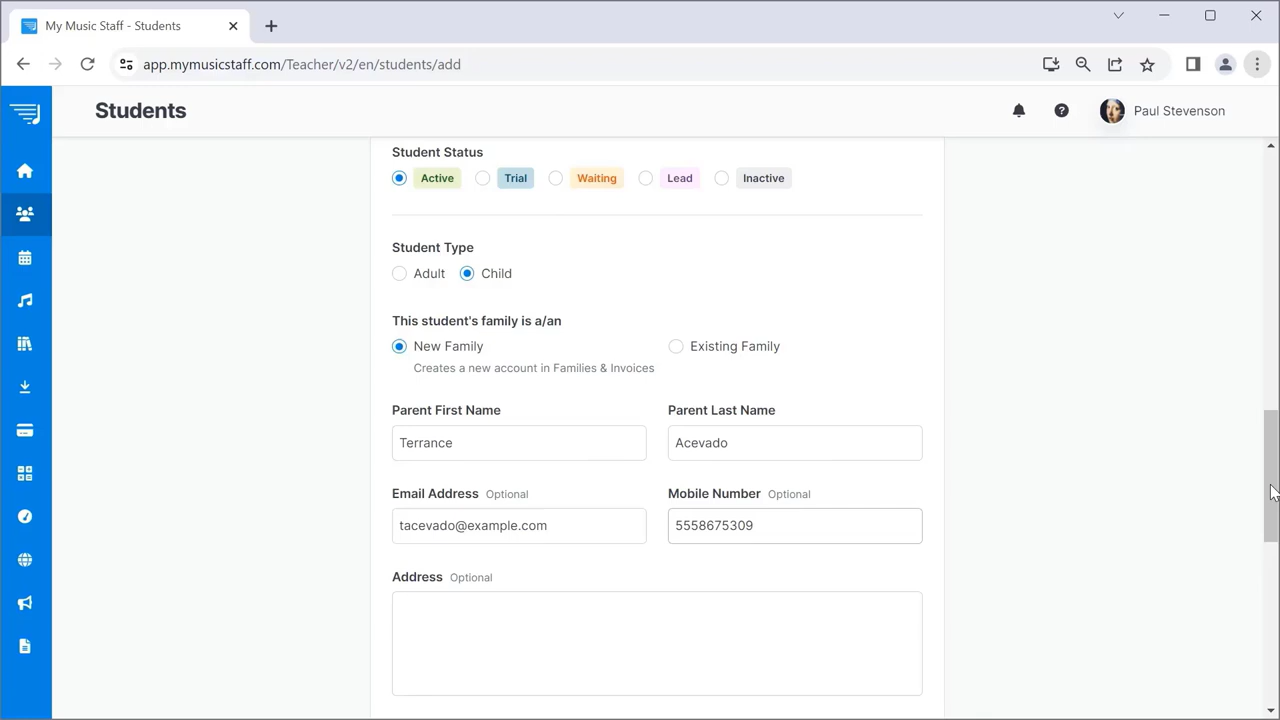 My Music Staff - Students
app.mymusicstaff.com/Teacher/v2/en/students/add
Students
Paul Stevenson
Student Status
Active Trial Waiting Lead Inactive
Student Type
Adult Child
This student's family is a/an
New Family Existing Family
Creates a new account in Families & Invoices
Parent First Name Parent Last Name
Terrance Acevado
Email Address Optional Mobile Number Optional
tacevado@example.com 5558675309
Address Optional